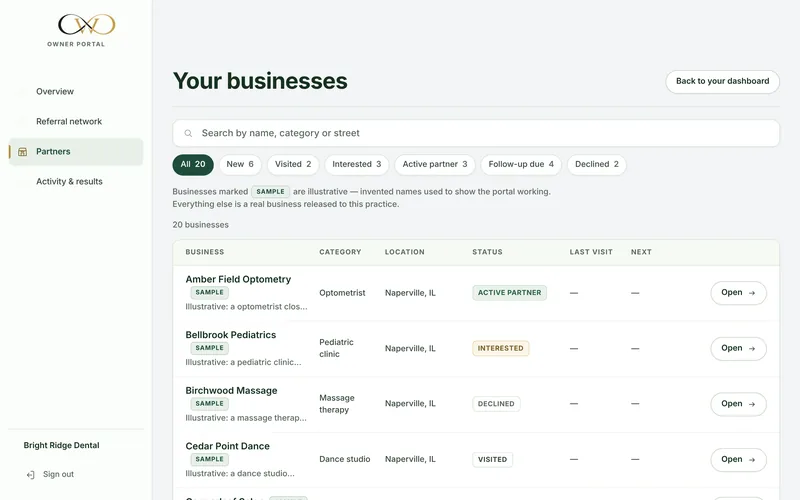 OWO
OWNER PORTAL
Overview
Referral network
Partners
Activity & results
Bright Ridge Dental
Sign out
Your businesses
Back to your dashboard
Search by name, category or street
All 20
New 6
Visited 2
Interested 3
Active partner 3
Follow-up due 4
Declined 2
Businesses marked SAMPLE are illustrative — invented names used to show the portal working.
Everything else is a real business released to this practice.
20 businesses
BUSINESS CATEGORY LOCATION STATUS LAST VISIT NEXT
Amber Field Optometry
SAMPLE
Illustrative: a optometrist clos...
Optometrist
Naperville, IL
ACTIVE PARTNER
—
—
Open →
Bellbrook Pediatrics
SAMPLE
Illustrative: a pediatric clinic...
Pediatric
clinic
Naperville, IL
INTERESTED
—
—
Open →
Birchwood Massage
SAMPLE
Illustrative: a massage therap...
Massage
therapy
Naperville, IL
DECLINED
—
—
Open →
Cedar Point Dance
SAMPLE
Illustrative: a dance studio...
Dance studio
Naperville, IL
VISITED
—
—
Open →